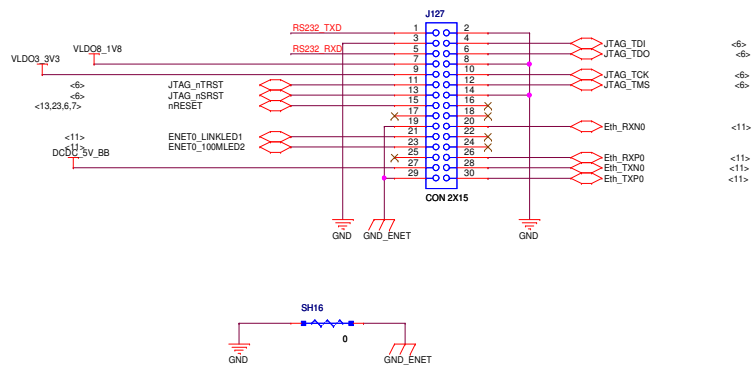 J127
RS232_TXD 1 2
3 4 JTAG_TDI <6>
RS232_RXD 5 6 JTAG_TDO <6>
VLDO8_1V8 7 8
VLDO3_3V3 9 10 JTAG_TCK <6>
<6> JTAG_nTRST 11 12 JTAG_TMS <6>
<6> JTAG_nSRST 13 14
<13,23,6,7> nRESET 15 16
17 18
19 20 Eth_RXN0 <11>
<11> ENET0_LINKLED1 21 22
<11> ENET0_100MLED2 23 24
DCDC_5V_BB 25 26 Eth_RXP0 <11>
27 28 Eth_TXN0 <11>
29 30 Eth_TXP0 <11>
CON 2X15
GND GND_ENET GND
SH16
0
GND GND_ENET